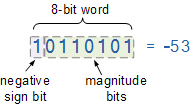 8-bit word
10110101 = -53
negative
sign bit
magnitude
bits